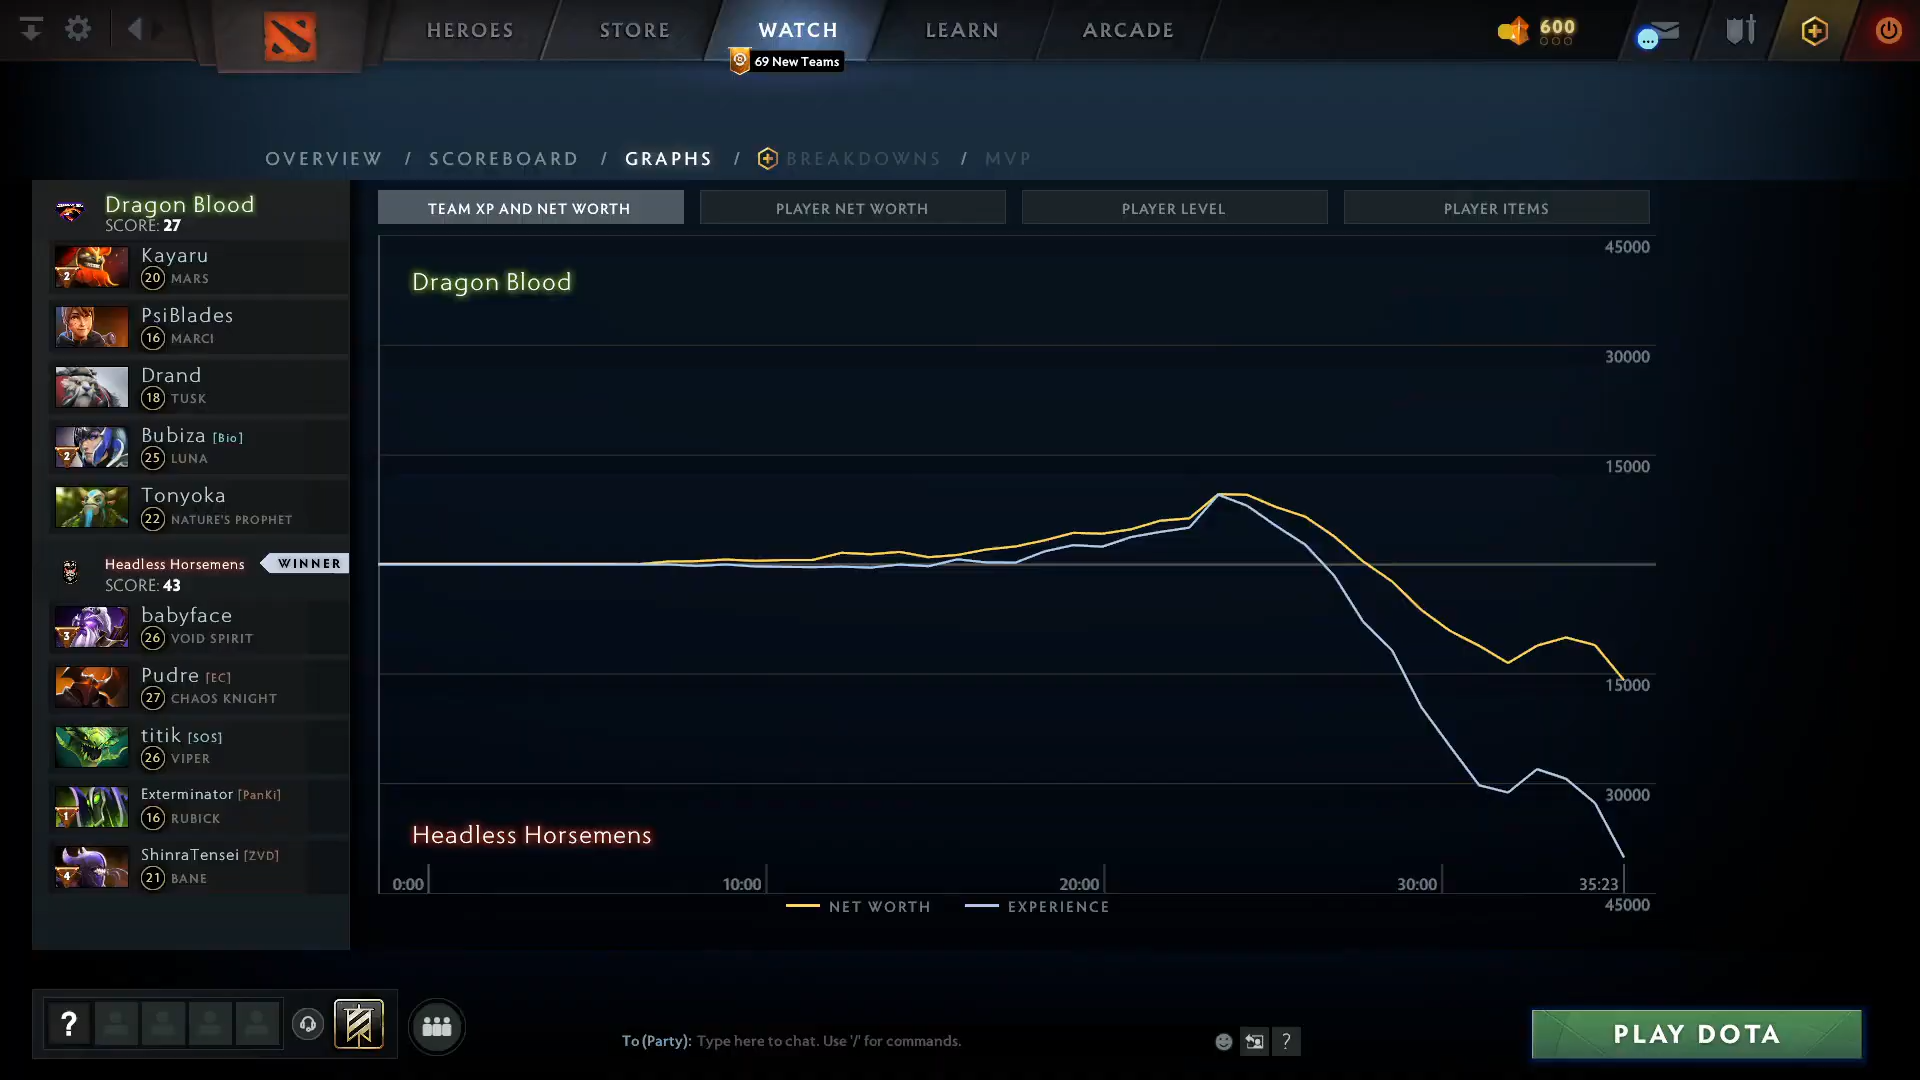 HEROES
STORE
WATCH
LEARN
ARCADE
600
69 New Teams
OVERVIEW / SCOREBOARD / GRAPHS / BREAKDOWNS / MVP
Dragon Blood
SCORE: 27
2
Kayaru
20 MARS
PsiBlades
16 MARCI
Drand
18 TUSK
2
Bubiza [Bio]
25 LUNA
Tonyoka
22 NATURE'S PROPHET
Headless Horsemens
WINNER
SCORE: 43
3
babyface
26 VOID SPIRIT
Pudre [EC]
27 CHAOS KNIGHT
titik [SOS]
26 VIPER
1
Exterminator [PanKi]
16 RUBICK
4
ShinraTensei [ZVD]
21 BANE
TEAM XP AND NET WORTH
PLAYER NET WORTH
PLAYER LEVEL
PLAYER ITEMS
45000
Dragon Blood
30000
15000
15000
30000
Headless Horsemens
0:00
10:00
20:00
30:00
35:23
45000
NET WORTH
EXPERIENCE
?
To (Party): Type here to chat. Use '/' for commands.
?
PLAY DOTA